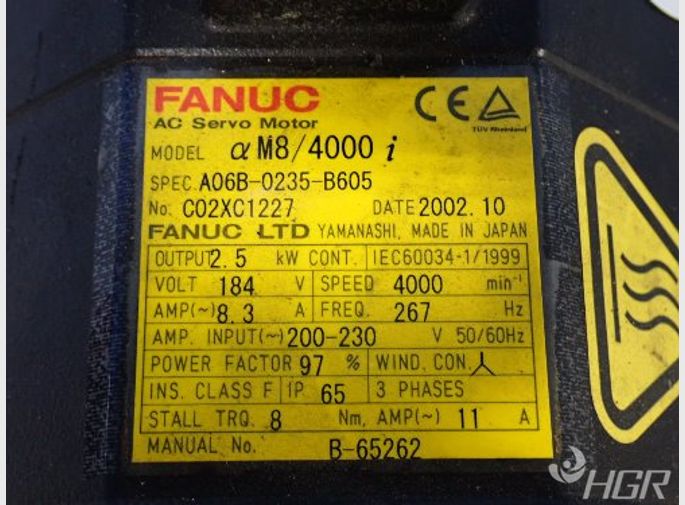 FANUC
CE
TÜV Rheinland
AC Servo Motor
MODEL αM8/4000 i
SPEC. A06B-0235-B605
No. C02XC1227 DATE 2002.10
FANUC LTD YAMANASHI, MADE IN JAPAN
OUTPUT 2.5 kW CONT. IEC60034-1/1999
VOLT 184 V SPEED 4000 min⁻¹
AMP(~) 8.3 A FREQ. 267 Hz
AMP. INPUT(~) 200-230 V 50/60Hz
POWER FACTOR 97 % WIND. CON. 人
INS. CLASS F IP 65 3 PHASES
STALL TRQ. 8 Nm, AMP(~) 11 A
MANUAL No. B-65262
HGR